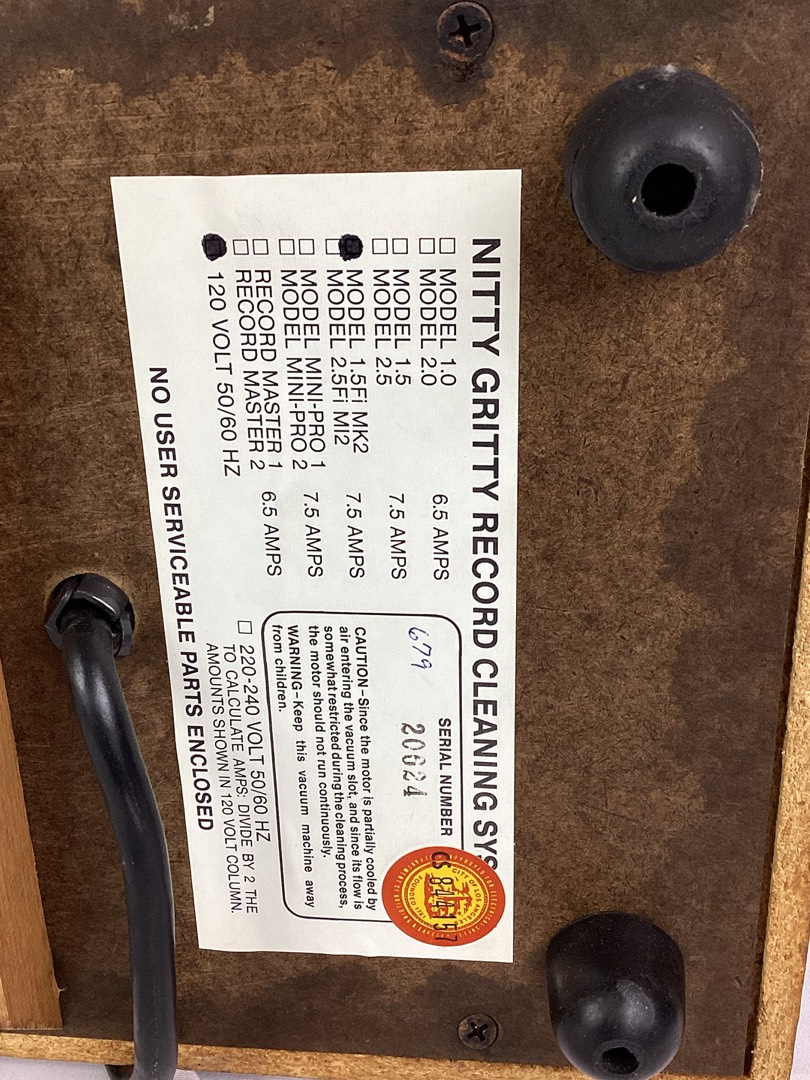 NITTY GRITTY RECORD CLEANING SYS
☐ MODEL 1.0
☐ MODEL 2.0 6.5 AMPS
☐ MODEL 1.5
☐ MODEL 2.5 7.5 AMPS
■ MODEL 1.5Fi MK2
☐ MODEL 2.5Fi MI2 7.5 AMPS
☐ MODEL MINI-PRO 1
☐ MODEL MINI-PRO 2 7.5 AMPS
☐ RECORD MASTER 1
☐ RECORD MASTER 2 6.5 AMPS
■ 120 VOLT 50/60 HZ
SERIAL NUMBER
20624
679
CAUTION–Since the motor is partially cooled by
air entering the vacuum slot, and since its flow is
somewhat restricted during the cleaning process,
the motor should not run continuously.
WARNING–Keep this vacuum machine away
from children.
☐ 220-240 VOLT 50/60 HZ
TO CALCULATE AMPS: DIVIDE BY 2 THE
AMOUNTS SHOWN IN 120 VOLT COLUMN.
NO USER SERVICEABLE PARTS ENCLOSED
CITY OF LOS ANGELES
FOUNDED 1781